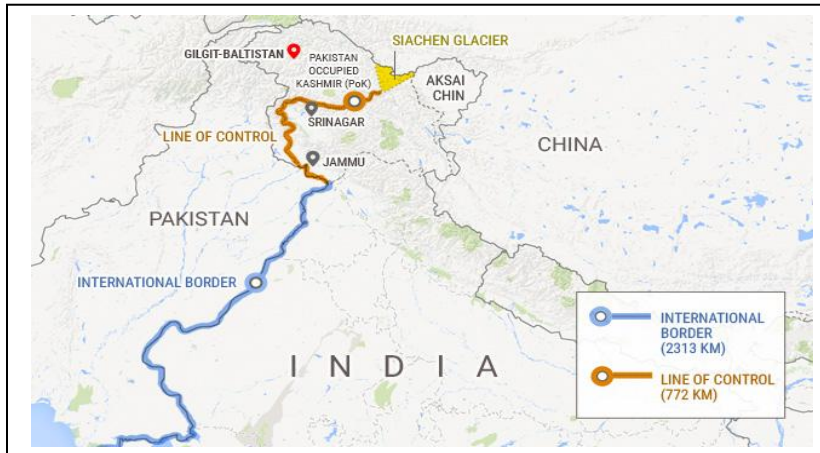 SIACHEN GLACIER
GILGIT-BALTISTAN
PAKISTAN
OCCUPIED
KASHMIR (PoK)
AKSAI
CHIN
SRINAGAR
LINE OF CONTROL
CHINA
JAMMU
PAKISTAN
INTERNATIONAL BORDER
INDIA
INTERNATIONAL
BORDER
(2313 KM)
LINE OF CONTROL
(772 KM)